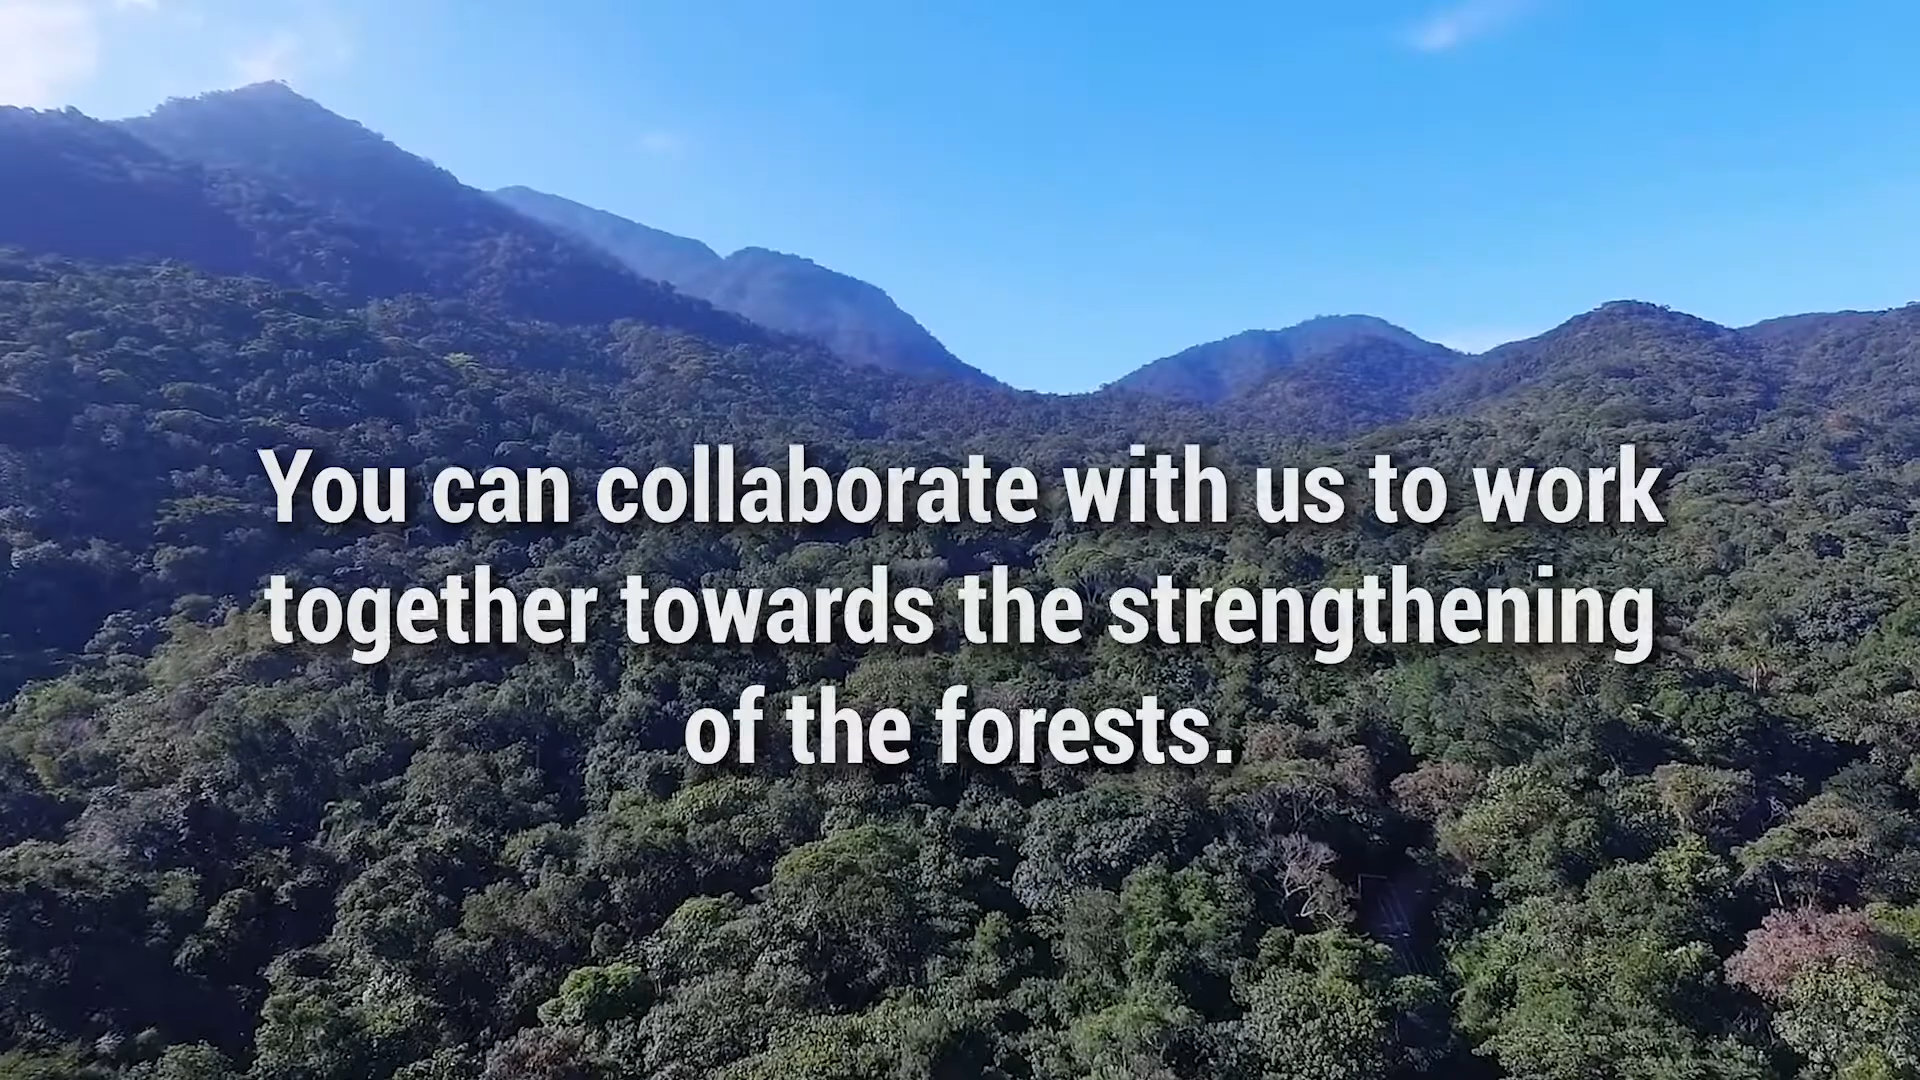 You can collaborate with us to work
together towards the strengthening
of the forests.